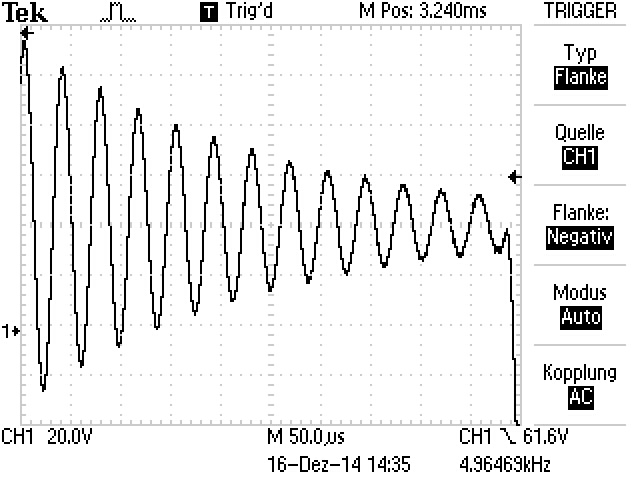 Tek T Trig'd M Pos: 3.240ms TRIGGER
Typ
Flanke
Quelle
CH1
Flanke:
Negativ
Modus
Auto
Kopplung
AC
1
CH1 20.0V M 50.0µs CH1 61.6V
16-Dez-14 14:35 4.96469kHz